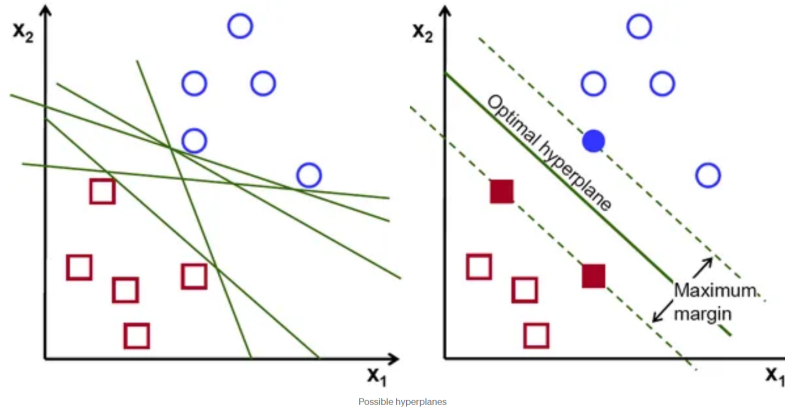 x₂
x₁
x₂
Optimal hyperplane
Maximum
margin
x₁
Possible hyperplanes